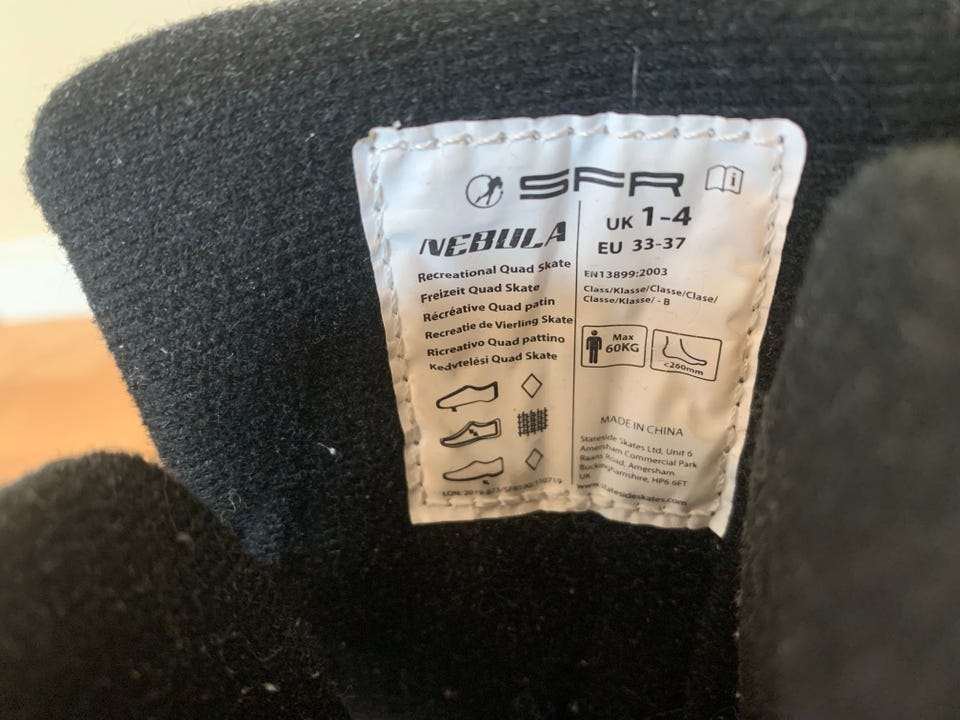 SFR
NEBULA
Recreational Quad Skate
Freizeit Quad Skate
Récréative Quad patin
Recreatie de Vierling Skate
Ricreativo Quad pattino
Kedvtelési Quad Skate
UK 1-4
EU 33-37
EN13899:2003
Class/Klasse/Classe/Clase/
Classe/Klasse/ - B
Max
60KG
<260mm
MADE IN CHINA
Stateside Skates Ltd, Unit 6
Amersham Commercial Park
Raans Road, Amersham
Buckinghamshire, HP6 6ET
UK
www.statesideskates.com